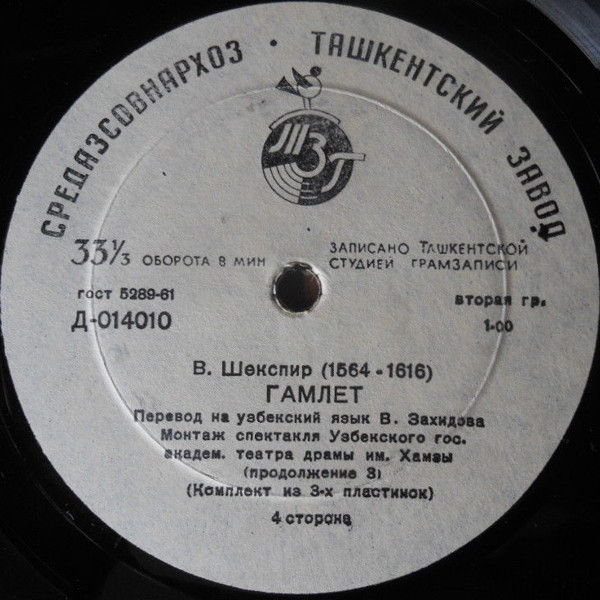 СРЕДАЗСОВНАРХОЗ • ТАШКЕНТСКИЙ ЗАВОД
ТЗГ
33⅓ ОБОРОТА В МИН
ЗАПИСАНО ТАШКЕНТСКОЙ
СТУДИЕЙ ГРАМЗАПИСИ
гост 5289-61
вторая гр.
Д-014010
1-00
В. Шекспир (1564-1616)
ГАМЛЕТ
Перевод на узбекский язык В. Захидова
Монтаж спектакля Узбекского гос.
академ. театра драмы им. Хамзы
(продолжение 3)
(Комплект из 3-х пластинок)
4 сторона